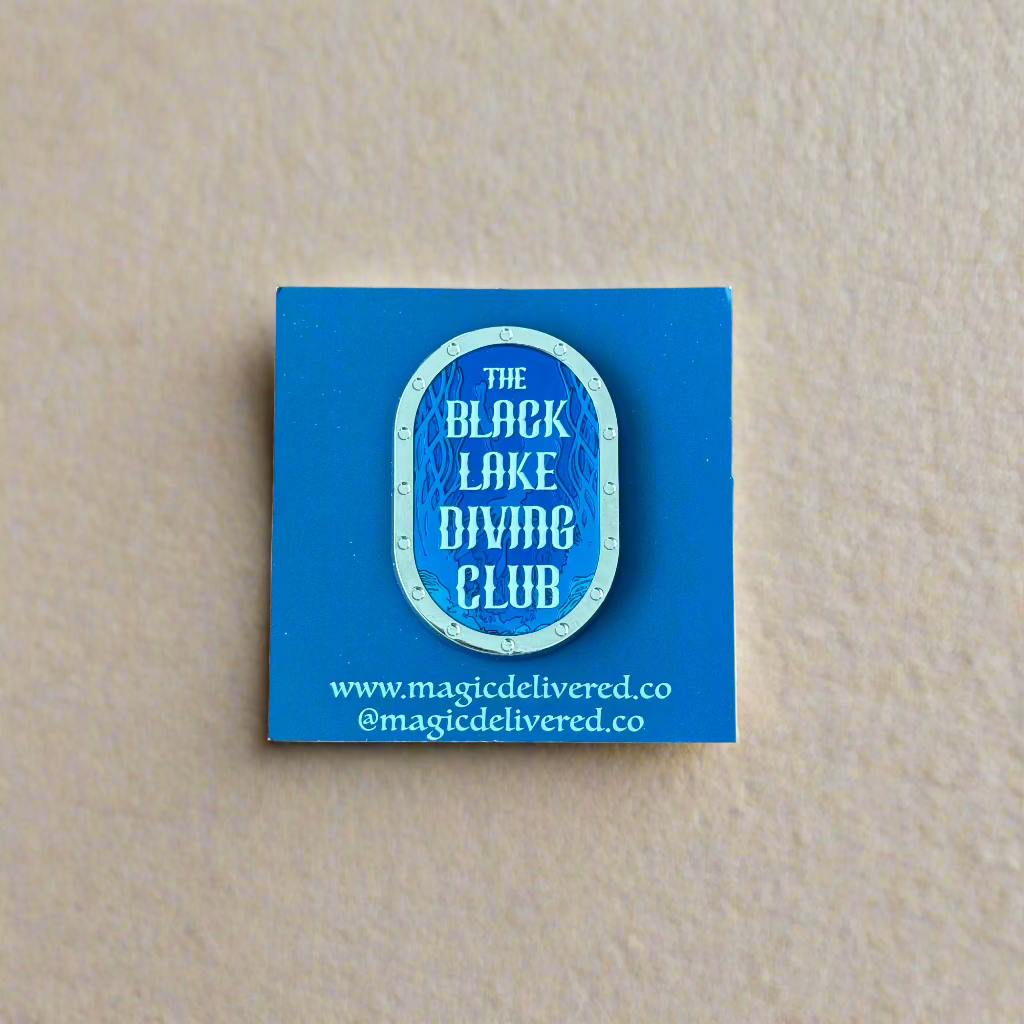 THE
BLACK
LAKE
DIVING
CLUB
www.magicdelivered.co
@magicdelivered.co